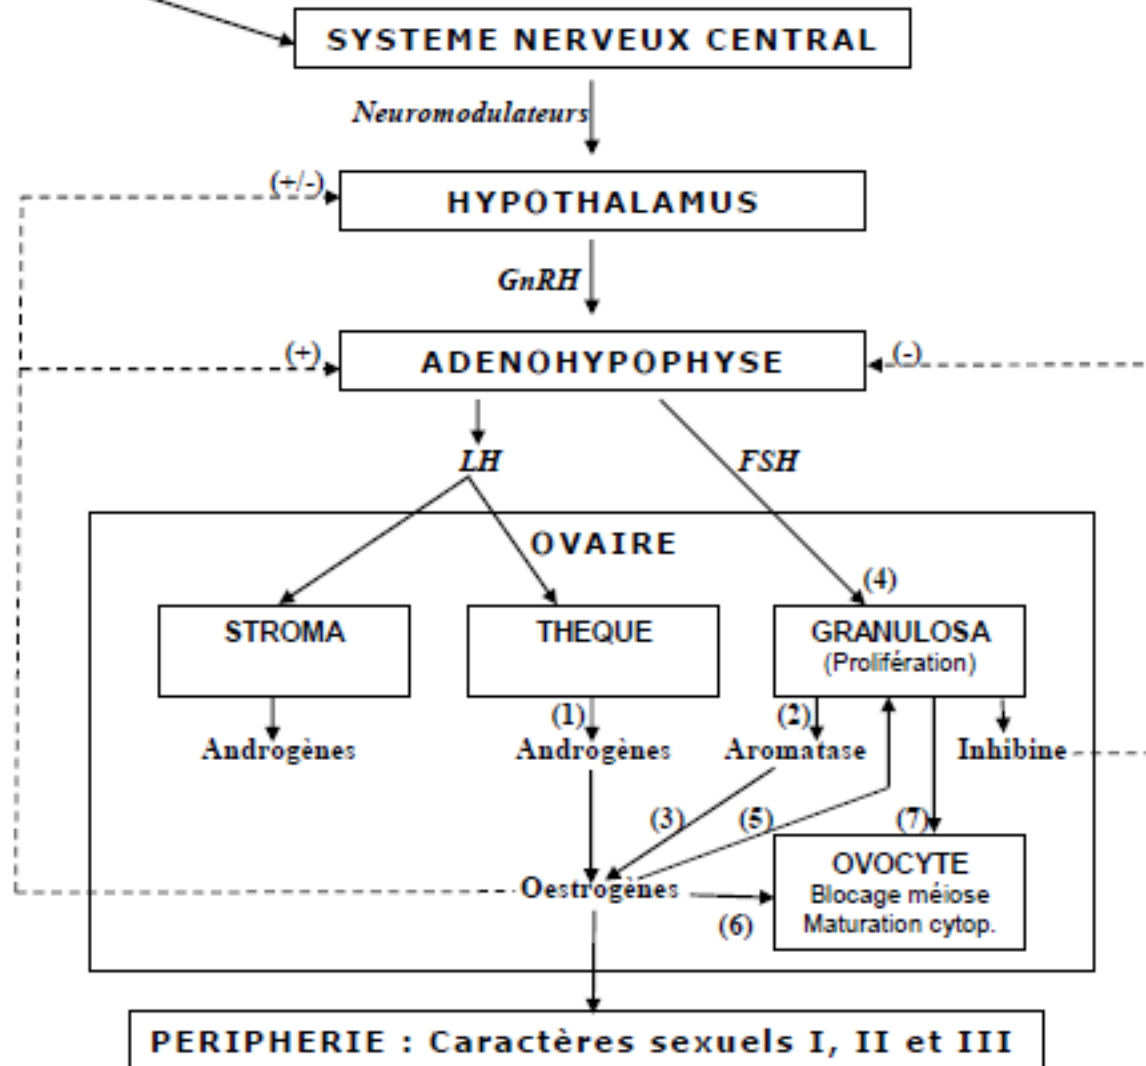 SYSTEME NERVEUX CENTRAL
Neuromodulateurs
(+/-)
HYPOTHALAMUS
GnRH
(+)
ADENOHYPOPHYSE
(-)
LH
FSH
OVAIRE
(4)
STROMA
THEQUE
GRANULOSA
(Prolifération)
(1)
(2)
Androgènes
Androgènes
Aromatase
Inhibine
(3)
(5)
(7)
OVOCYTE
Blocage méiose
Maturation cytop.
Oestrogènes
(6)
PERIPHERIE : Caractères sexuels I, II et III